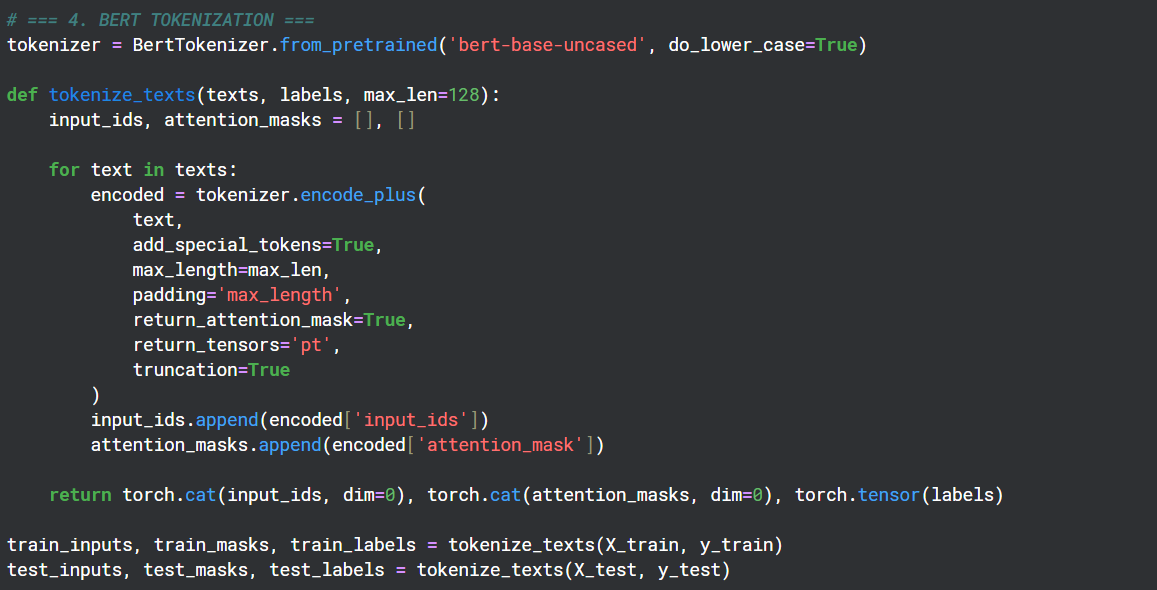 # === 4. BERT TOKENIZATION ===
tokenizer = BertTokenizer.from_pretrained('bert-base-uncased', do_lower_case=True)

def tokenize_texts(texts, labels, max_len=128):
    input_ids, attention_masks = [], []

    for text in texts:
        encoded = tokenizer.encode_plus(
            text,
            add_special_tokens=True,
            max_length=max_len,
            padding='max_length',
            return_attention_mask=True,
            return_tensors='pt',
            truncation=True
        )
        input_ids.append(encoded['input_ids'])
        attention_masks.append(encoded['attention_mask'])

    return torch.cat(input_ids, dim=0), torch.cat(attention_masks, dim=0), torch.tensor(labels)

train_inputs, train_masks, train_labels = tokenize_texts(X_train, y_train)
test_inputs, test_masks, test_labels = tokenize_texts(X_test, y_test)